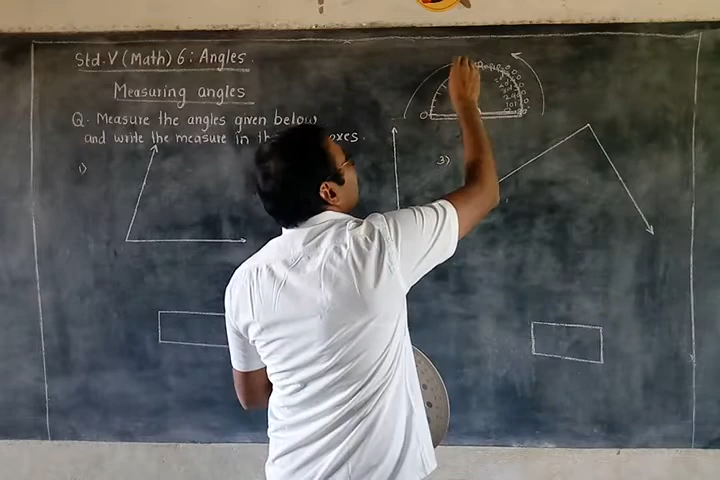 Std.V (Math) 6: Angles.
Measuring angles
Q. Measure the angles given below
and write the measure in the
1)
3)